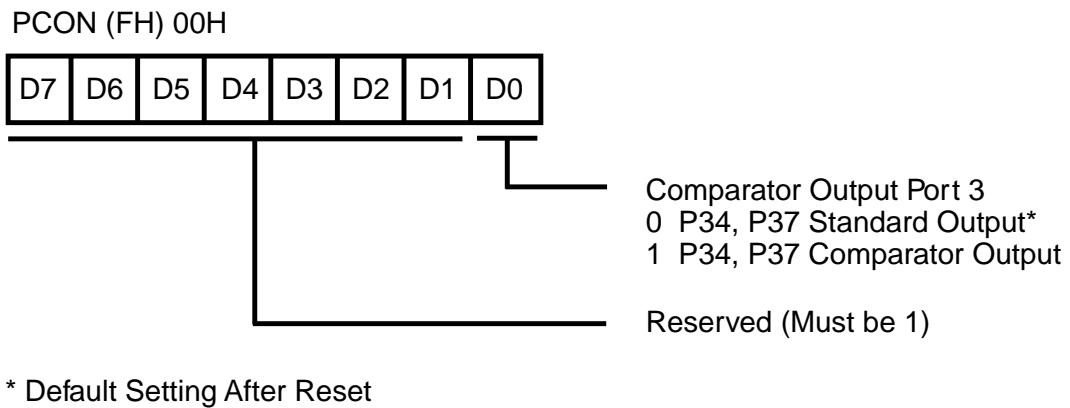 PCON (FH) 00H
D7 D6 D5 D4 D3 D2 D1 D0
Comparator Output Port 3
0 P34, P37 Standard Output*
1 P34, P37 Comparator Output
Reserved (Must be 1)
* Default Setting After Reset